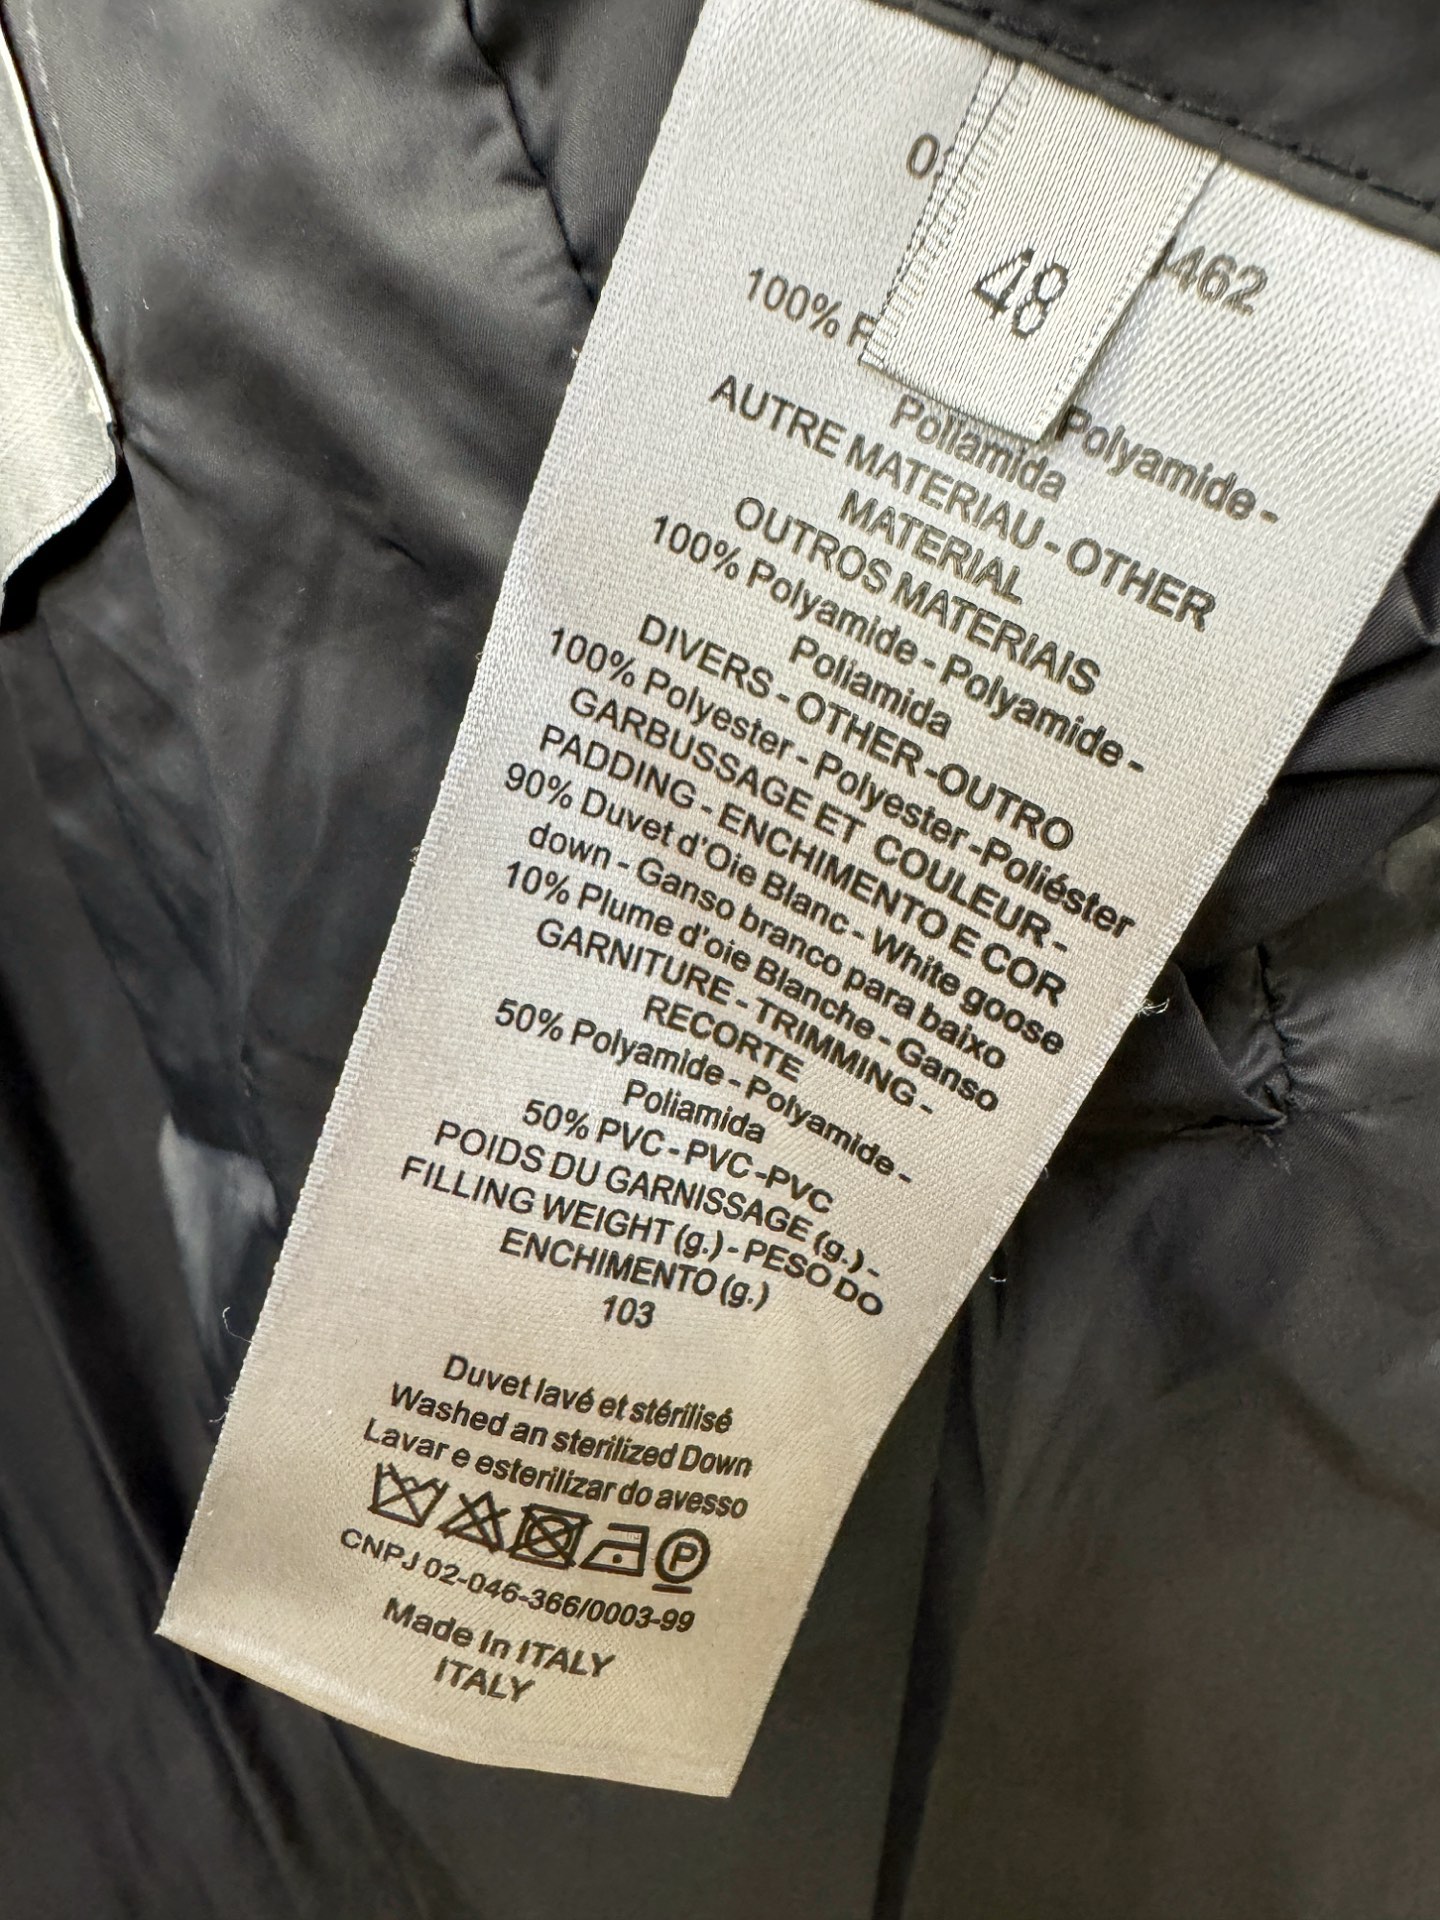 48
462
100%
Polyamide -
Poliamida
AUTRE MATERIAU - OTHER
MATERIAL
OUTROS MATERIAIS
100% Polyamide - Polyamide -
Poliamida
DIVERS - OTHER -OUTRO
100% Polyester - Polyester -Poliéster
GARBUSSAGE ET COULEUR -
PADDING - ENCHIMENTO E COR
90% Duvet d'Oie Blanc - White goose
down - Ganso branco para baixo
10% Plume d'oie Blanche - Ganso
GARNITURE - TRIMMING -
RECORTE
50% Polyamide - Polyamide -
Poliamida
50% PVC - PVC -PVC
POIDS DU GARNISSAGE (g.) -
FILLING WEIGHT (g.) - PESO DO
ENCHIMENTO (g.)
103
Duvet lavé et stérilisé
Washed an sterilized Down
Lavar e esterilizar do avesso
P
CNPJ 02-046-366/0003-99
Made In ITALY
ITALY